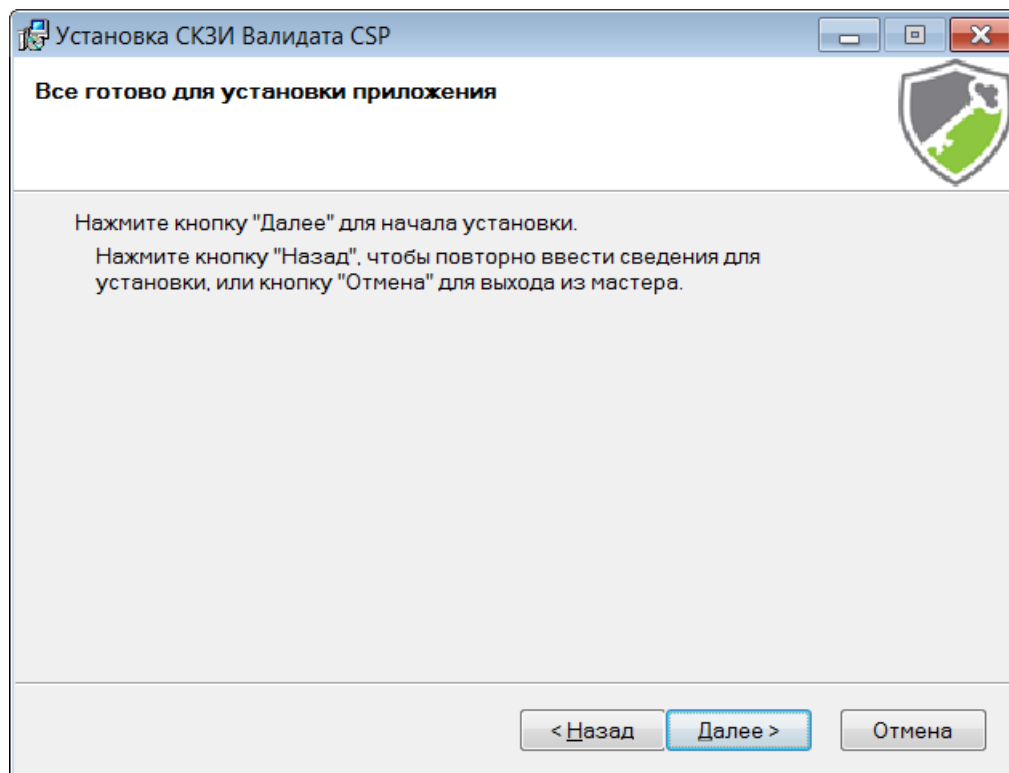 Установка СКЗИ Валидата CSP
Все готово для установки приложения
Нажмите кнопку "Далее" для начала установки.
Нажмите кнопку "Назад", чтобы повторно ввести сведения для
установки, или кнопку "Отмена" для выхода из мастера.
< Назад
Далее >
Отмена